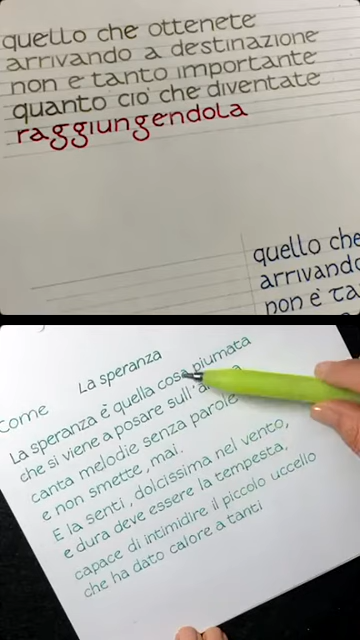 quello che ottenete
arrivando a destinazione
non e tanto importante
quanto ciò che diventate
raggiungendola
quello che
arrivando
non è
La speranza
come
La speranza è quella cosa piumata
che si viene a posare sull'
canta melodie senza parole
e non smette, mai.
E la senti, dolcissima nel vento,
e dura deve essere la tempesta,
capace di intimidire il piccolo uccello
che ha dato calore a tanti